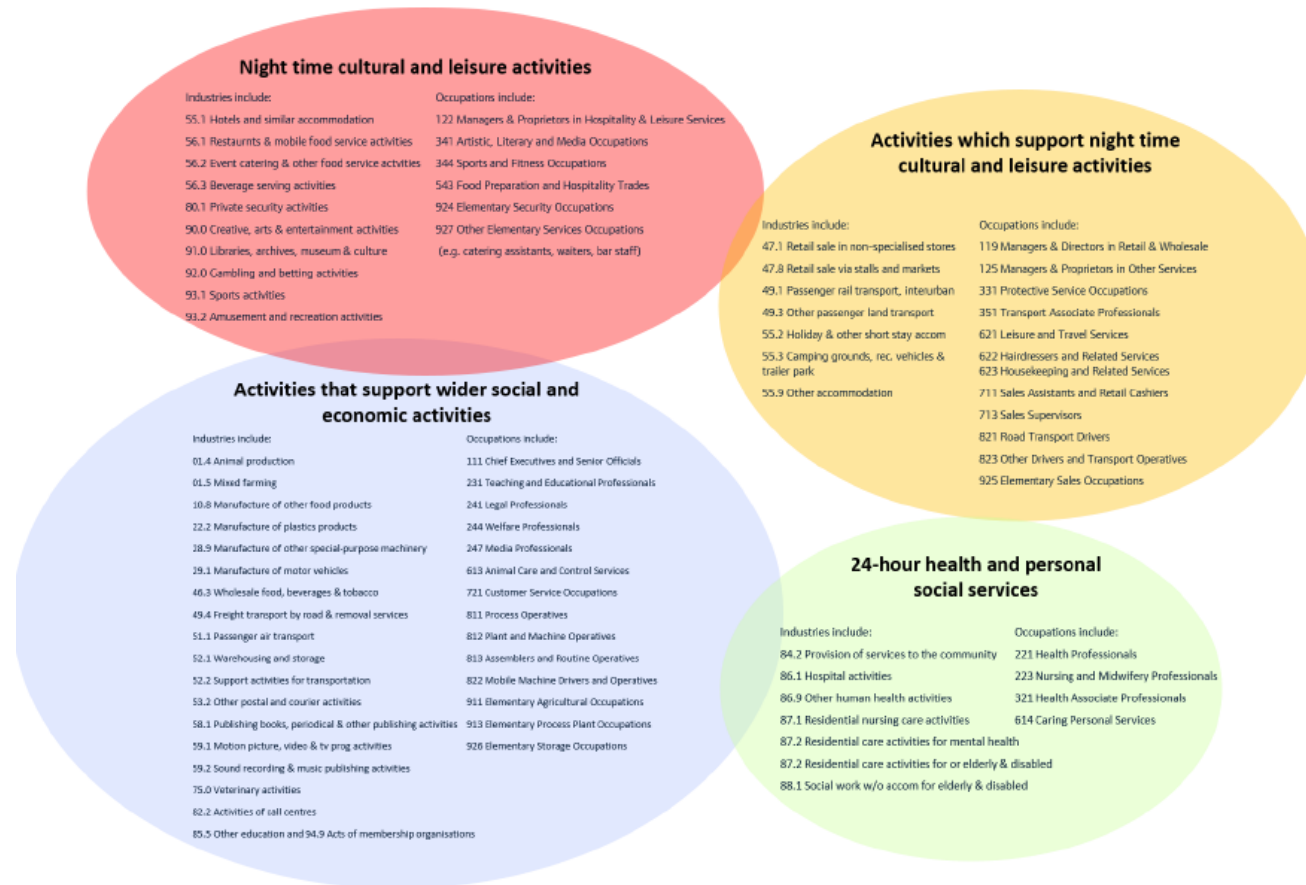 Night time cultural and leisure activities
Industries include:
55.1 Hotels and similar accommodation
56.1 Restaurnts & mobile food service activities
56.2 Event catering & other food service actvities
56.3 Beverage serving activities
80.1 Private security activities
90.0 Creative, arts & entertainment activities
91.0 Libraries, archives, museum & culture
92.0 Gambling and betting activities
93.1 Sports activities
93.2 Amusement and recreation activities
Occupations include:
122 Managers & Proprietors in Hospitality & Leisure Services
341 Artistic, Literary and Media Occupations
344 Sports and Fitness Occupations
543 Food Preparation and Hospitality Trades
924 Elementary Security Occupations
927 Other Elementary Services Occupations
(e.g. catering assistants, waiters, bar staff)
Activities which support night time
cultural and leisure activities
Industries include:
47.1 Retail sale in non-specialised stores
47.8 Retail sale via stalls and markets
49.1 Passenger rail transport, interurban
49.3 Other passenger land transport
55.2 Holiday & other short stay accom
55.3 Camping grounds, rec. vehicles &
trailer park
55.9 Other accommodation
Occupations include:
119 Managers & Directors in Retail & Wholesale
125 Managers & Proprietors in Other Services
331 Protective Service Occupations
351 Transport Associate Professionals
621 Leisure and Travel Services
622 Hairdressers and Related Services
623 Housekeeping and Related Services
711 Sales Assistants and Retail Cashiers
713 Sales Supervisors
821 Road Transport Drivers
823 Other Drivers and Transport Operatives
925 Elementary Sales Occupations
Activities that support wider social and
economic activities
Industries include:
01.4 Animal production
01.5 Mixed farming
10.8 Manufacture of other food products
22.2 Manufacture of plastics products
28.9 Manufacture of other special-purpose machinery
29.1 Manufacture of motor vehicles
46.3 Wholesale food, beverages & tobacco
49.4 Freight transport by road & removal services
51.1 Passenger air transport
52.1 Warehousing and storage
52.2 Support activities for transportation
53.2 Other postal and courier activities
58.1 Publishing books, periodical & other publishing activities
59.1 Motion picture, video & tv prog activities
59.2 Sound recording & music publishing activities
75.0 Veterinary activities
82.2 Activities of call centres
85.5 Other education and 94.9 Acts of membership organisations
Occupations include:
111 Chief Executives and Senior Officials
231 Teaching and Educational Professionals
241 Legal Professionals
244 Welfare Professionals
247 Media Professionals
613 Animal Care and Control Services
721 Customer Service Occupations
811 Process Operatives
812 Plant and Machine Operatives
813 Assemblers and Routine Operatives
822 Mobile Machine Drivers and Operatives
911 Elementary Agricultural Occupations
913 Elementary Process Plant Occupations
926 Elementary Storage Occupations
24-hour health and personal
social services
Industries include:
84.2 Provision of services to the community
86.1 Hospital activities
86.9 Other human health activities
87.1 Residential nursing care activities
87.2 Residential care activities for mental health
87.2 Residential care activities for or elderly & disabled
88.1 Social work w/o accom for elderly & disabled
Occupations include:
221 Health Professionals
223 Nursing and Midwifery Professionals
321 Health Associate Professionals
614 Caring Personal Services